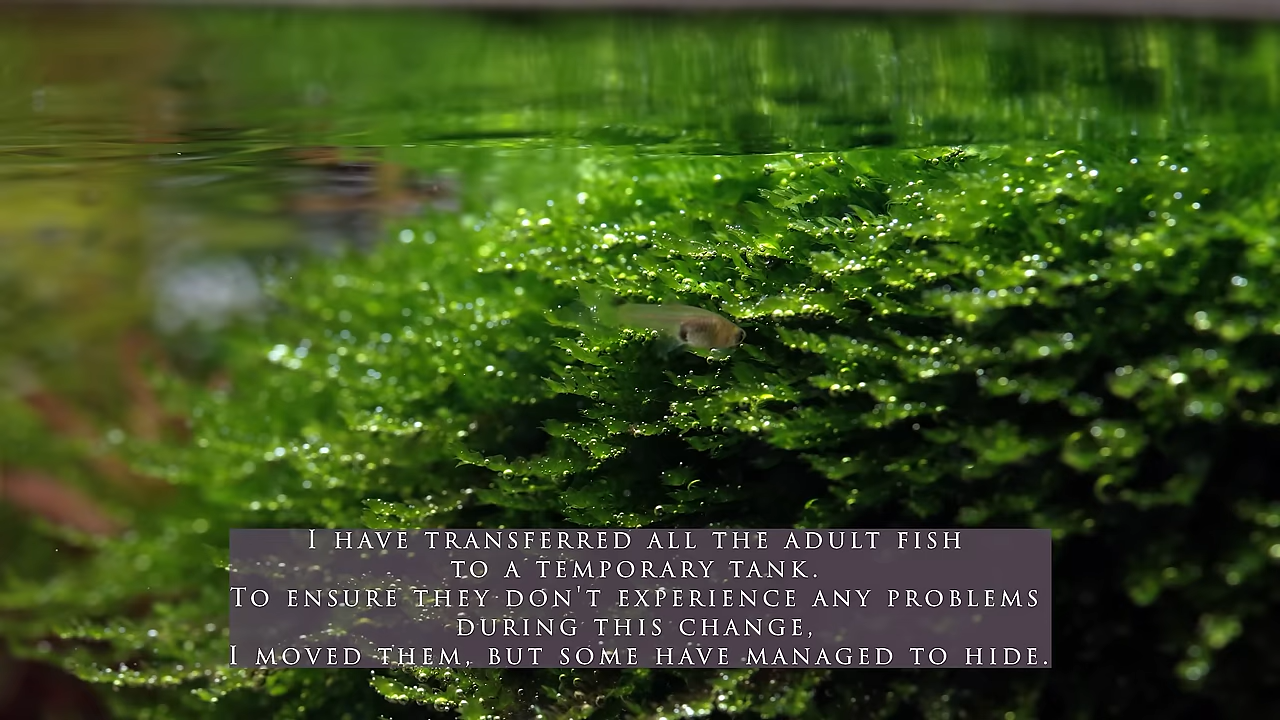 I HAVE TRANSFERRED ALL THE ADULT FISH
TO A TEMPORARY TANK.
TO ENSURE THEY DON'T EXPERIENCE ANY PROBLEMS
DURING THIS CHANGE,
I MOVED THEM, BUT SOME HAVE MANAGED TO HIDE.